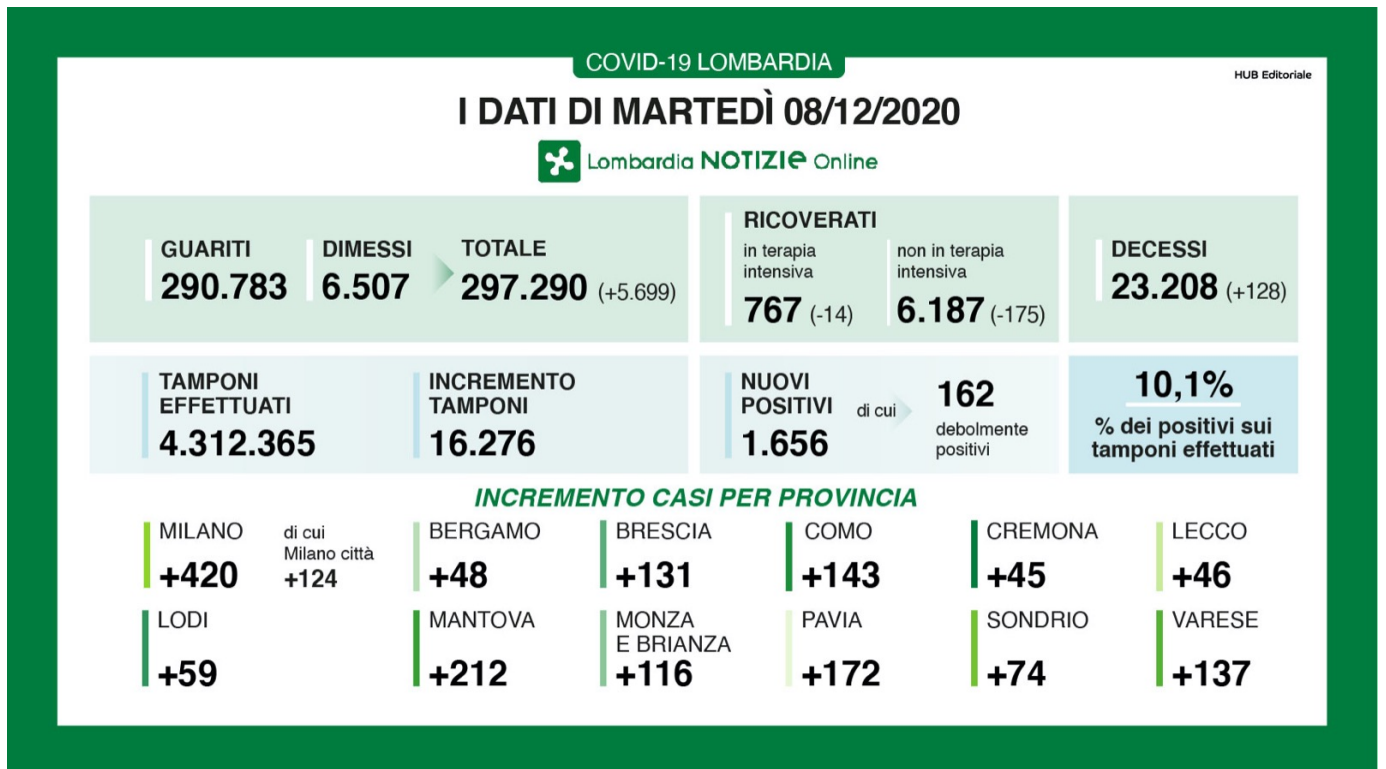 COVID-19 LOMBARDIA
HUB Editoriale
I DATI DI MARTEDÌ 08/12/2020
Lombardia NOTIZIE Online
GUARITI
290.783
DIMESSI
6.507
TOTALE
297.290 (+5.699)
RICOVERATI
in terapia
intensiva
767 (-14)
non in terapia
intensiva
6.187 (-175)
DECESSI
23.208 (+128)
TAMPONI
EFFETTUATI
4.312.365
INCREMENTO
TAMPONI
16.276
NUOVI
POSITIVI
1.656
di cui
162
debolmente
positivi
10,1%
% dei positivi sui
tamponi effettuati
INCREMENTO CASI PER PROVINCIA
MILANO
+420
di cui
Milano città
+124
BERGAMO
+48
BRESCIA
+131
COMO
+143
CREMONA
+45
LECCO
+46
LODI
+59
MANTOVA
+212
MONZA
E BRIANZA
+116
PAVIA
+172
SONDRIO
+74
VARESE
+137